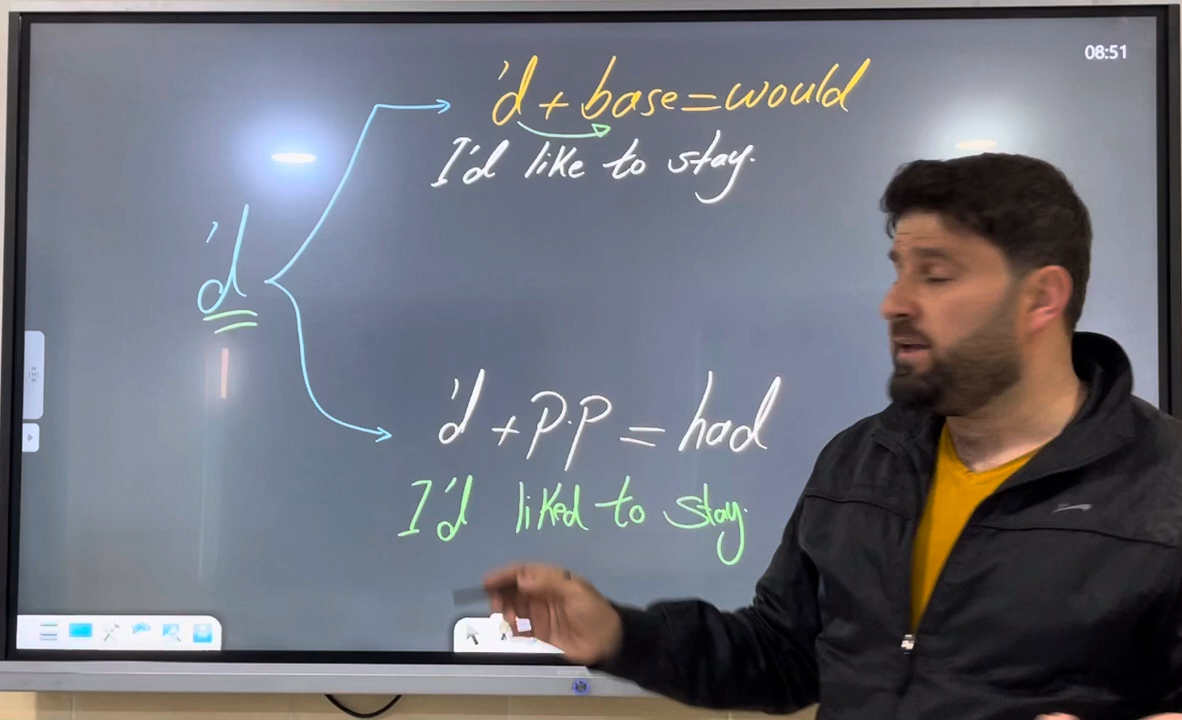 08:51
'd + base = would
I'd like to stay.
'd
'd + P.P = had
I'd liked to stay.